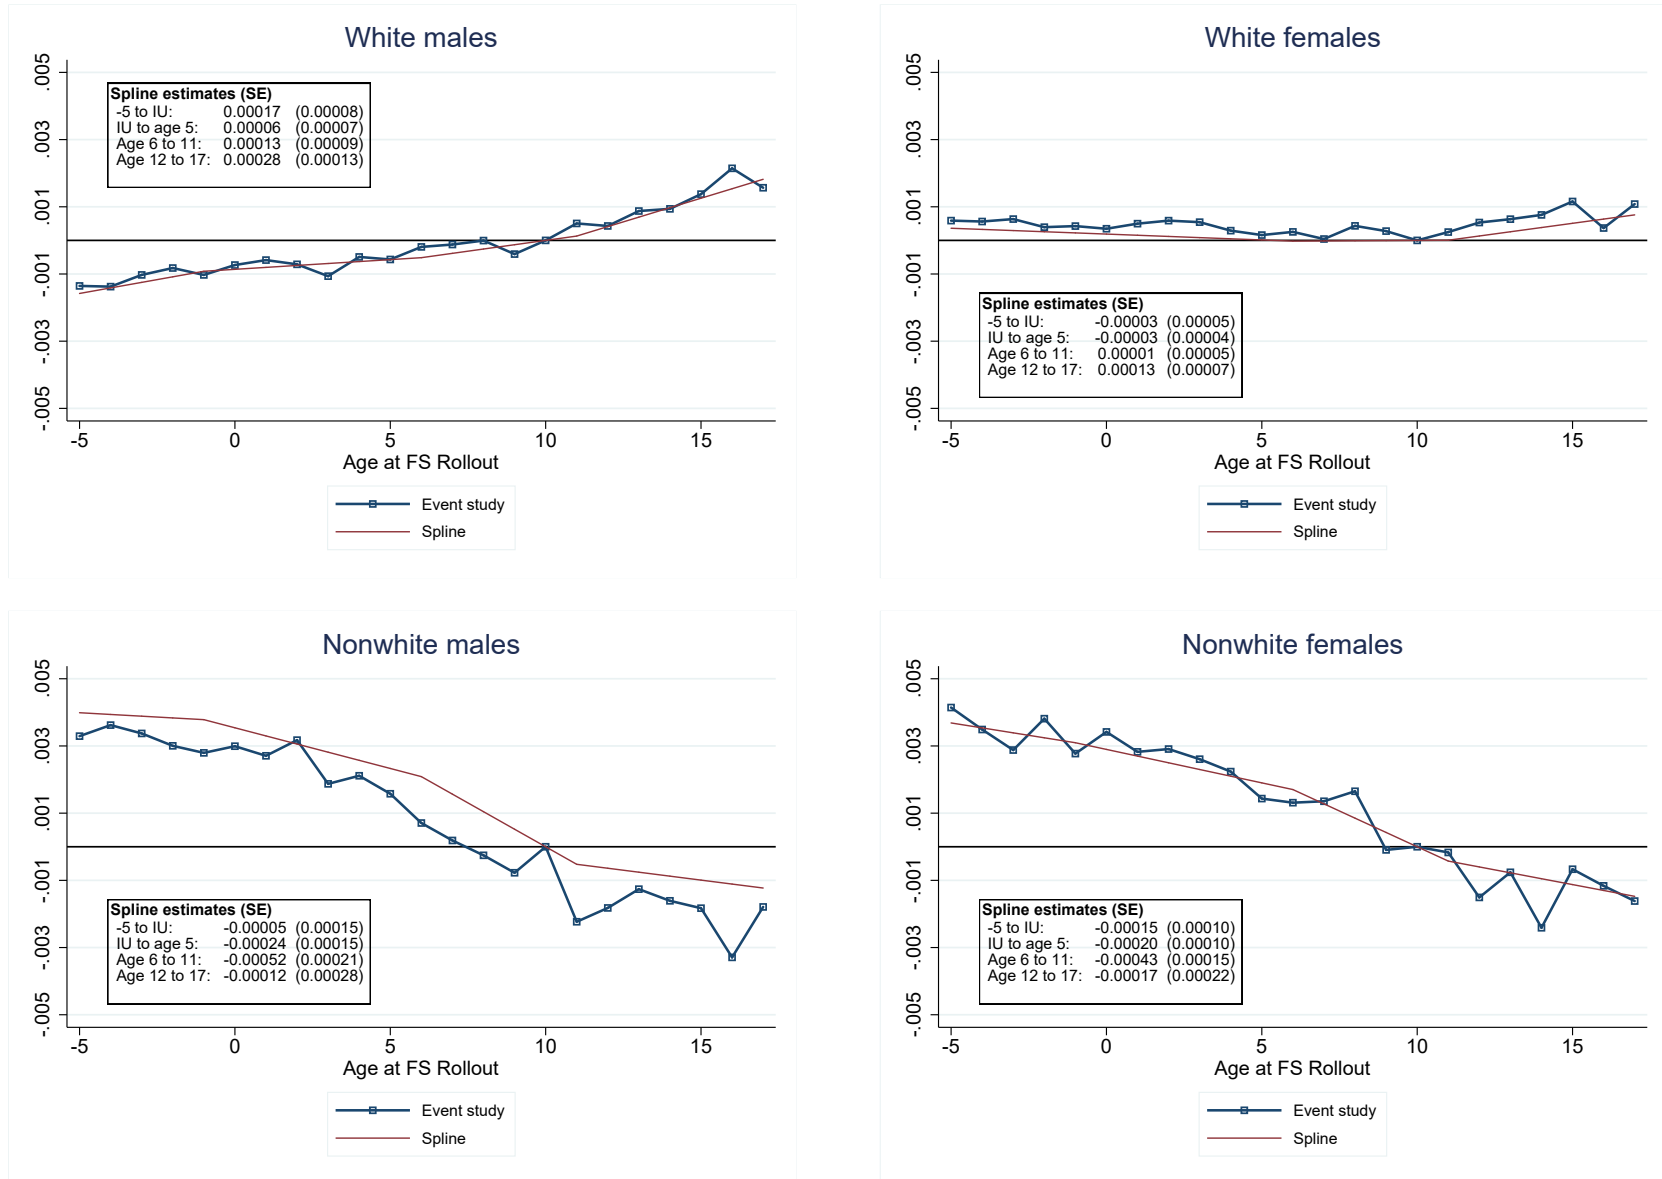 White males
.005
.003
.001
-.001
-.003
-.005
Spline estimates (SE)
-5 to IU: 0.00017 (0.00008)
IU to age 5: 0.00006 (0.00007)
Age 6 to 11: 0.00013 (0.00009)
Age 12 to 17: 0.00028 (0.00013)
-5 0 5 10 15
Age at FS Rollout
Event study
Spline
White females
.005
.003
.001
-.001
-.003
-.005
Spline estimates (SE)
-5 to IU: -0.00003 (0.00005)
IU to age 5: -0.00003 (0.00004)
Age 6 to 11: 0.00001 (0.00005)
Age 12 to 17: 0.00013 (0.00007)
-5 0 5 10 15
Age at FS Rollout
Event study
Spline
Nonwhite males
.005
.003
.001
-.001
-.003
-.005
Spline estimates (SE)
-5 to IU: -0.00005 (0.00015)
IU to age 5: -0.00024 (0.00015)
Age 6 to 11: -0.00052 (0.00021)
Age 12 to 17: -0.00012 (0.00028)
-5 0 5 10 15
Age at FS Rollout
Event study
Spline
Nonwhite females
.005
.003
.001
-.001
-.003
-.005
Spline estimates (SE)
-5 to IU: -0.00015 (0.00010)
IU to age 5: -0.00020 (0.00010)
Age 6 to 11: -0.00043 (0.00015)
Age 12 to 17: -0.00017 (0.00022)
-5 0 5 10 15
Age at FS Rollout
Event study
Spline